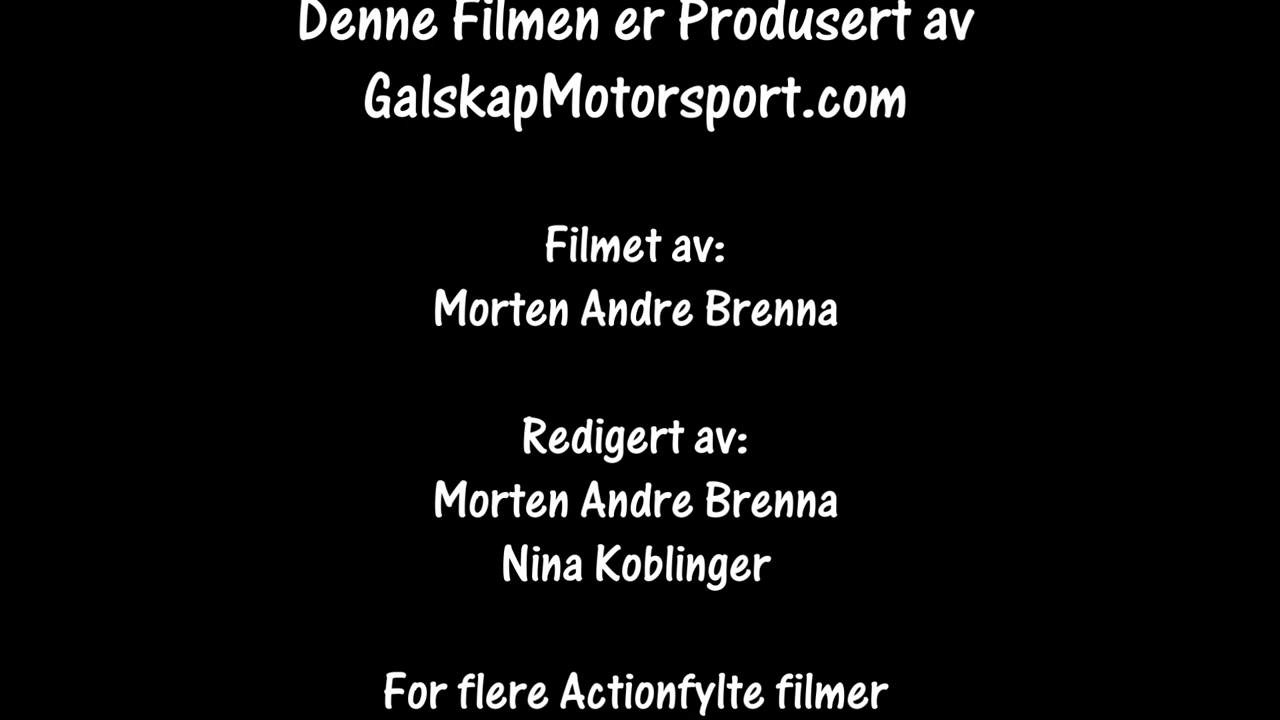 Denne Filmen er Produsert av
GalskapMotorsport.com
Filmet av:
Morten Andre Brenna
Redigert av:
Morten Andre Brenna
Nina Koblinger
For flere Actionfylte filmer